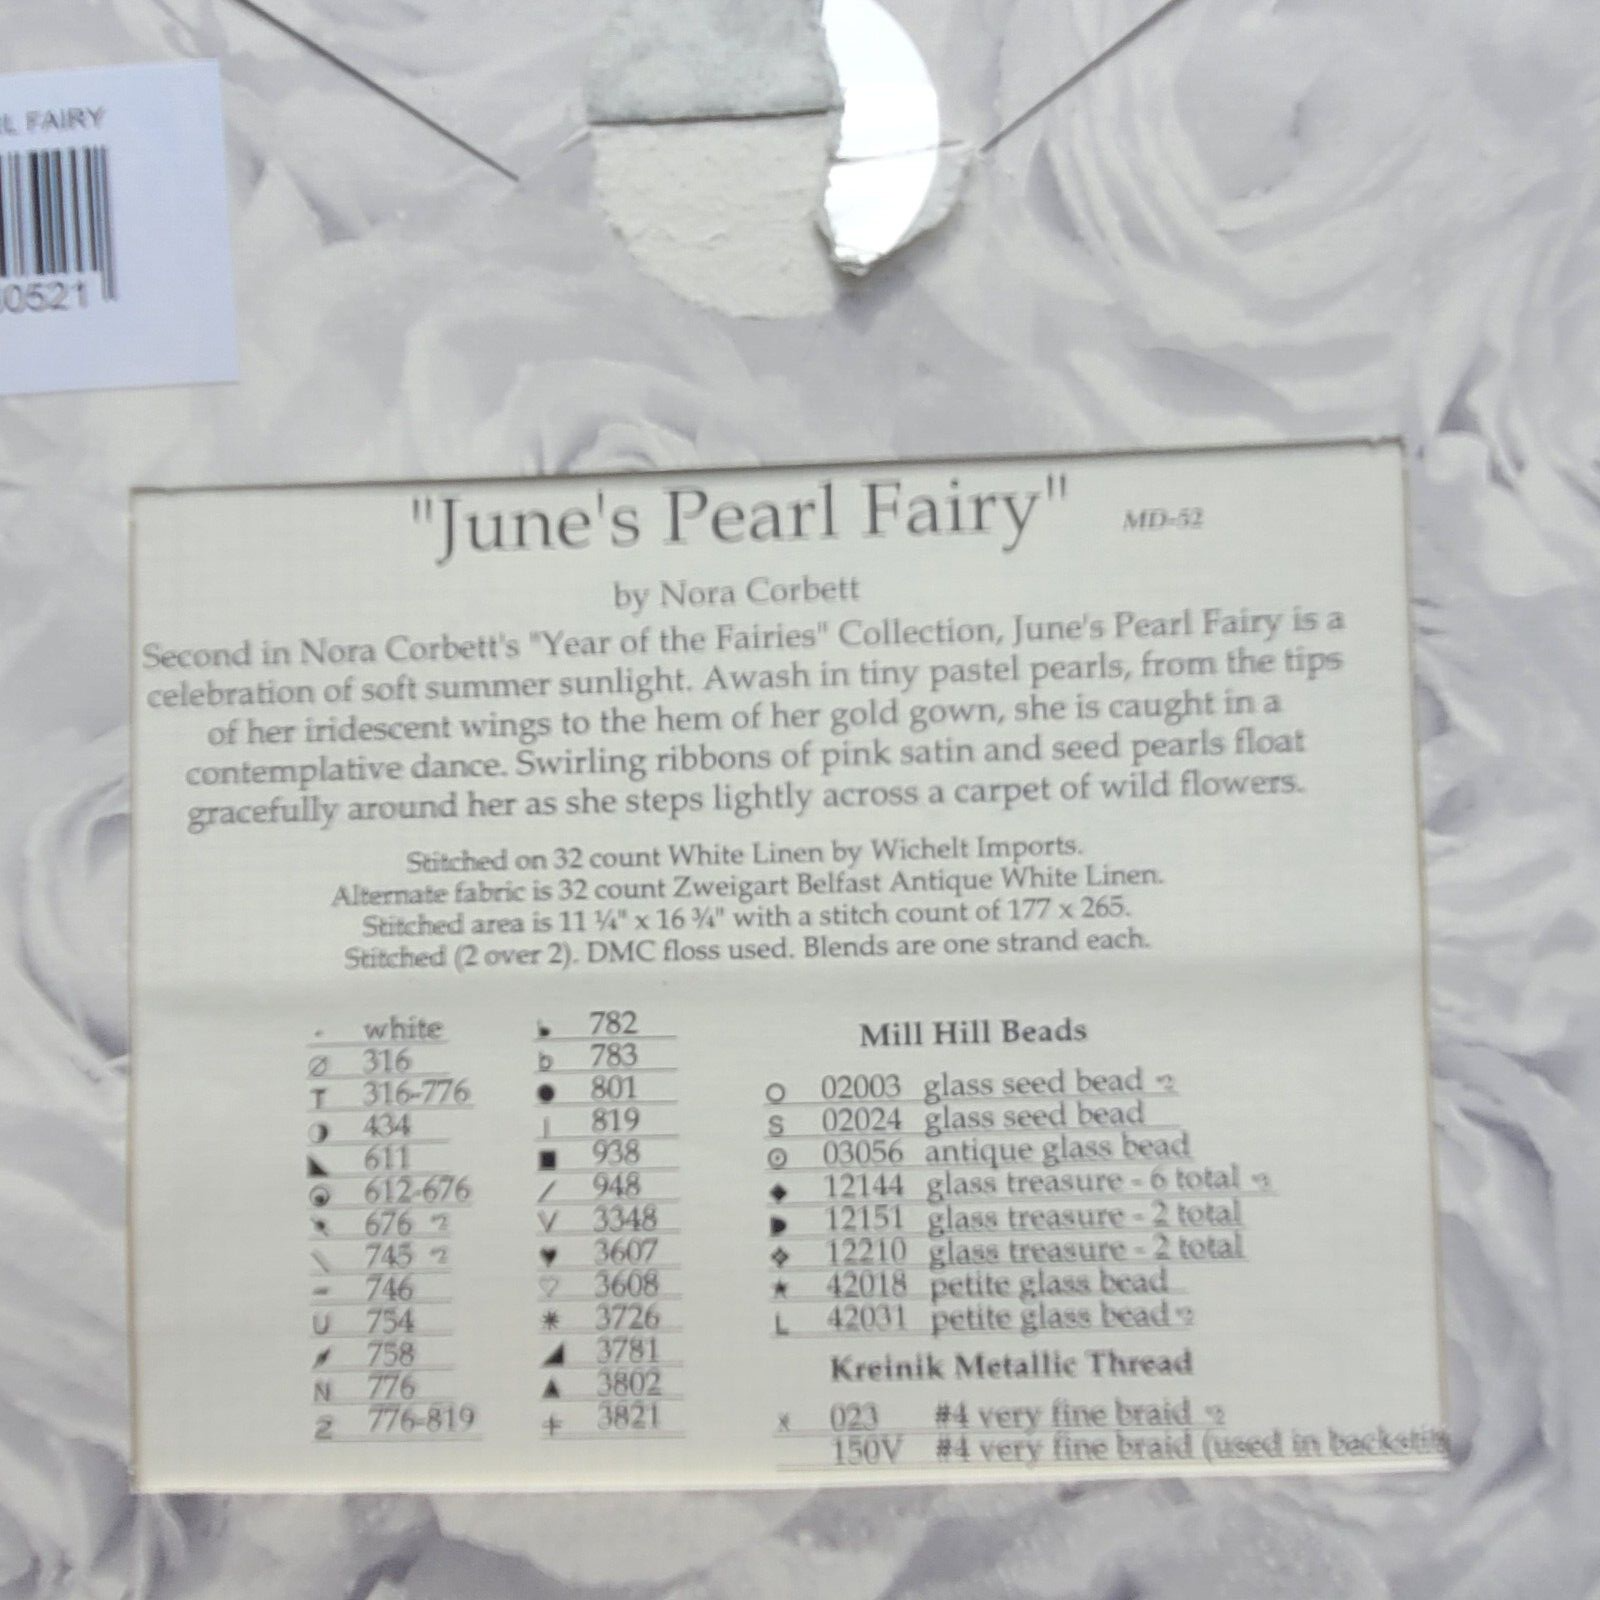 L FAIRY
0521
"June's Pearl Fairy" MD-52
by Nora Corbett
Second in Nora Corbett's "Year of the Fairies" Collection, June's Pearl Fairy is a
celebration of soft summer sunlight. Awash in tiny pastel pearls, from the tips
of her iridescent wings to the hem of her gold gown, she is caught in a
contemplative dance. Swirling ribbons of pink satin and seed pearls float
gracefully around her as she steps lightly across a carpet of wild flowers.
Stitched on 32 count White Linen by Wichelt Imports.
Alternate fabric is 32 count Zweigart Belfast Antique White Linen.
Stitched area is 11 ¼" x 16 ¾" with a stitch count of 177 x 265.
Stitched (2 over 2). DMC floss used. Blends are one strand each.
white
316
T 316-776
434
611
612-676
676 -2
745 -2
746
U 754
758
N 776
2 776-819
782
b 783
801
819
938
/ 948
V 3348
♥ 3607
♡ 3608
* 3726
3781
▲ 3802
3821
Mill Hill Beads
O 02003 glass seed bead -2
S 02024 glass seed bead
⊙ 03056 antique glass bead
◆ 12144 glass treasure - 6 total -2
12151 glass treasure - 2 total
❖ 12210 glass treasure - 2 total
★ 42018 petite glass bead
L 42031 petite glass bead -2
Kreinik Metallic Thread
x 023 #4 very fine braid -2
150V #4 very fine braid (used in backstit